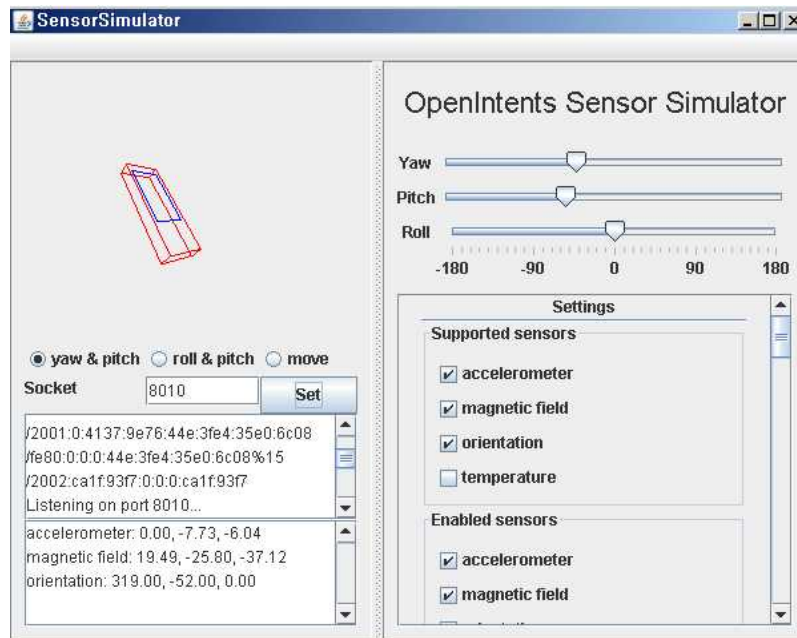 SensorSimulator
OpenIntents Sensor Simulator
Yaw
Pitch
Roll
-180 -90 0 90 180
yaw & pitch roll & pitch move
Socket 8010 Set
/2001:0:4137:9e76:44e:3fe4:35e0:6c08
/fe80:0:0:0:44e:3fe4:35e0:6c08%15
/2002:ca1f:93f7:0:0:0:ca1f:93f7
Listening on port 8010...
accelerometer: 0.00, -7.73, -6.04
magnetic field: 19.49, -25.80, -37.12
orientation: 319.00, -52.00, 0.00
Settings
Supported sensors
accelerometer
magnetic field
orientation
temperature
Enabled sensors
accelerometer
magnetic field